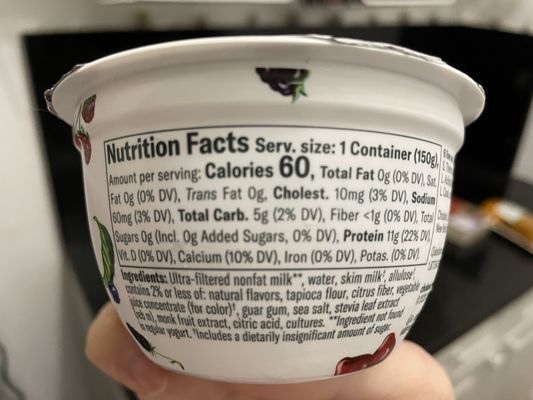 Nutrition Facts Serv. size: 1 Container (150g),
Amount per serving: Calories 60, Total Fat 0g (0% DV), Sat.
Fat 0g (0% DV), Trans Fat 0g, Cholest. 10mg (3% DV), Sodium
60mg (3% DV), Total Carb. 5g (2% DV), Fiber <1g (0% DV), Total
Sugars 0g (Incl. 0g Added Sugars, 0% DV), Protein 11g (22% DV),
Vit. D (0% DV), Calcium (10% DV), Iron (0% DV), Potas. (0% DV).
Ingredients: Ultra-filtered nonfat milk**, water, skim milk†, allulose†,
contains 2% or less of: natural flavors, tapioca flour, citrus fiber, vegetable
juice concentrate (for color)†, guar gum, sea salt, stevia leaf extract
(reb m), monk fruit extract, citric acid, cultures. **Ingredient not found
in regular yogurt. †Includes a dietarily insignificant amount of sugar.